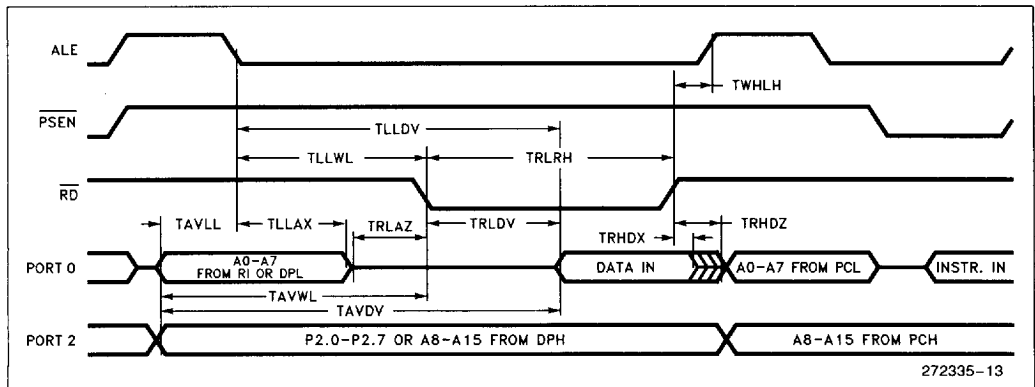 ALE
TWHLH
PSEN
TLLDV
TLLWL
TRLRH
RD
TAVLL
TLLAX
TRLAZ
TRLDV
TRHDZ
TRHDX
PORT 0
A0-A7
FROM RI OR DPL
DATA IN
A0-A7 FROM PCL
INSTR. IN
TAVWL
TAVDV
PORT 2
P2.0-P2.7 OR A8-A15 FROM DPH
A8-A15 FROM PCH
272335-13